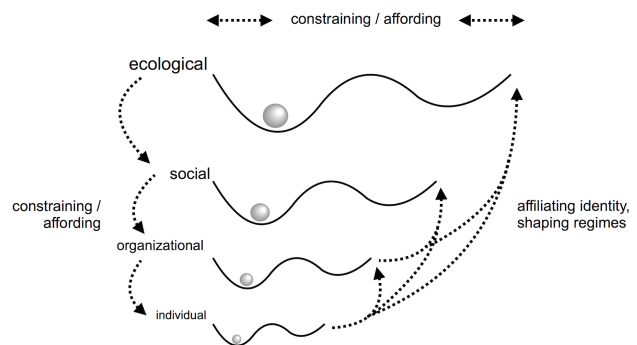 constraining / affording
ecological
social
constraining /
affording
affiliating identity,
shaping regimes
organizational
individual